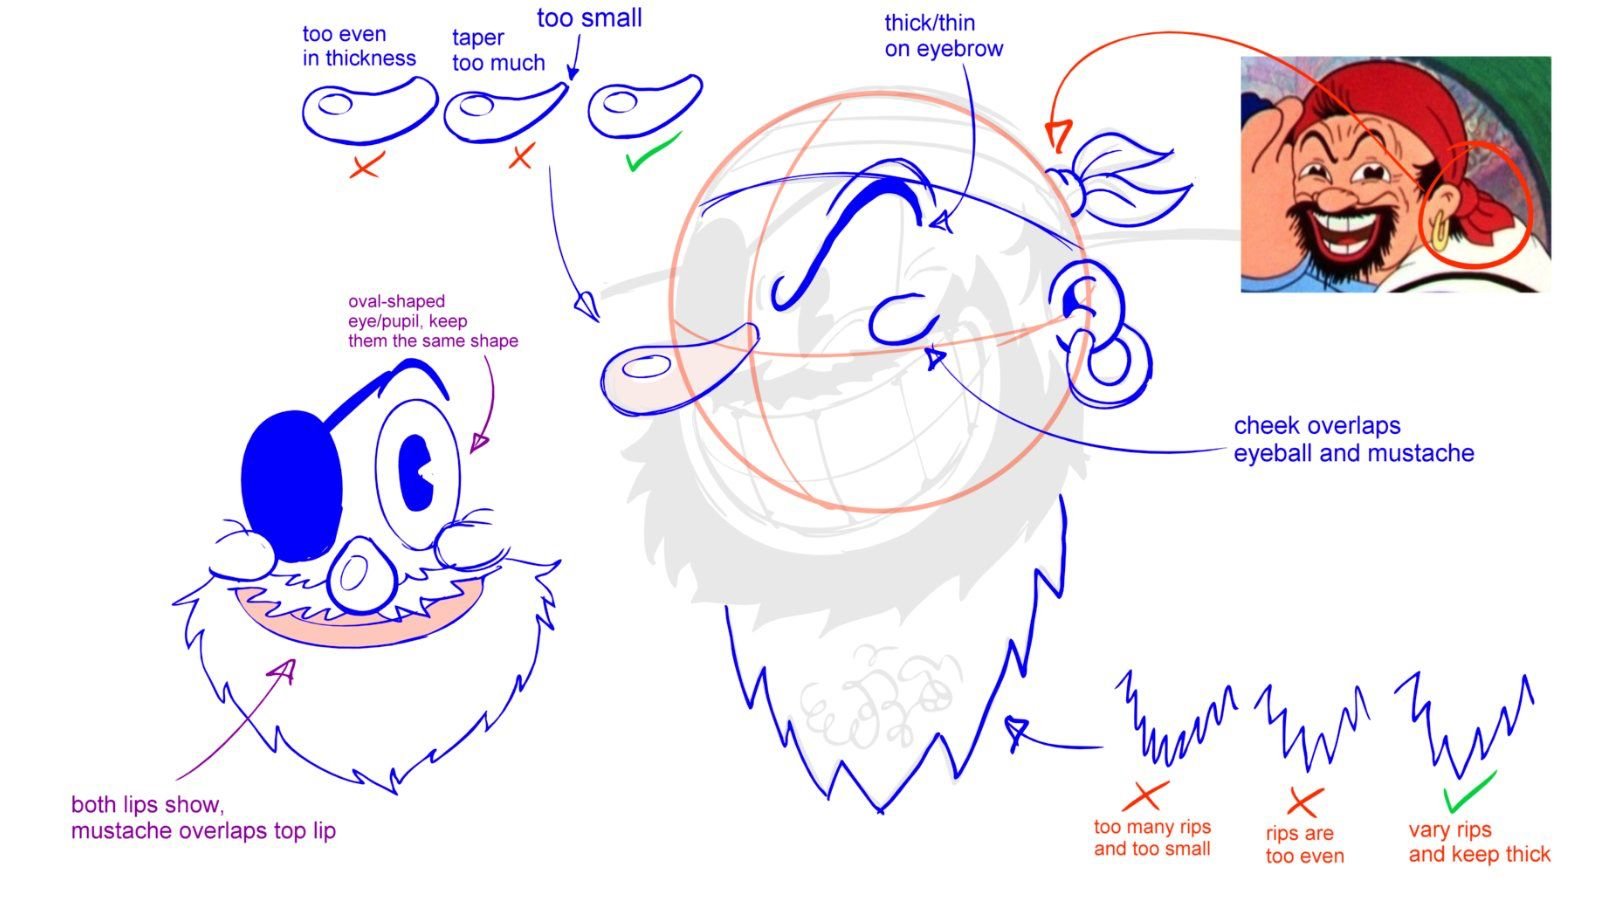 too small
too even
in thickness
taper
too much
thick/thin
on eyebrow
oval-shaped
eye/pupil, keep
them the same shape
cheek overlaps
eyeball and mustache
both lips show,
mustache overlaps top lip
too many rips
and too small
rips are
too even
vary rips
and keep thick